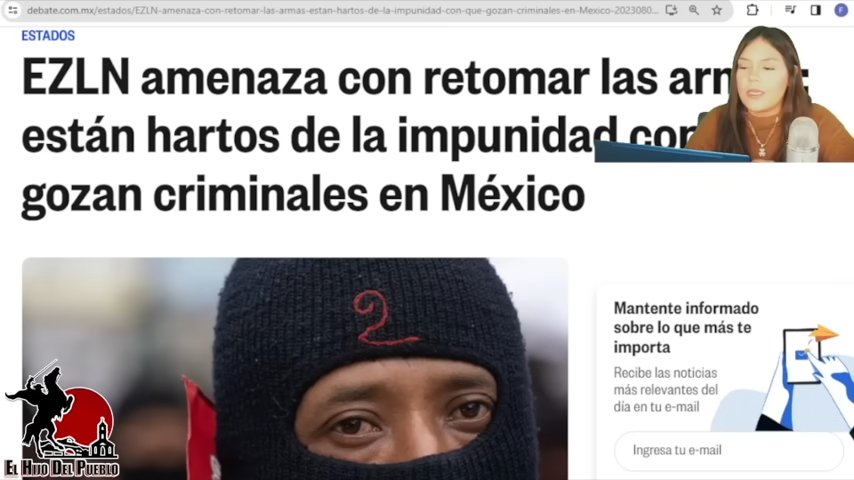 debate.com.mx/estados/EZLN-amenaza-con-retomar-las-armas-estan-hartos-de-la-impunidad-con-que-gozan-criminales-en-Mexico-2023080...
F
ESTADOS
EZLN amenaza con retomar las
están hartos de la impunidad
gozan criminales en México
2
Mantente informado
sobre lo que más te
importa
Recibe las noticias
más relevantes del
día en tu e-mail
Ingresa tu e-mail
EL HIJO DEL PUEBLO